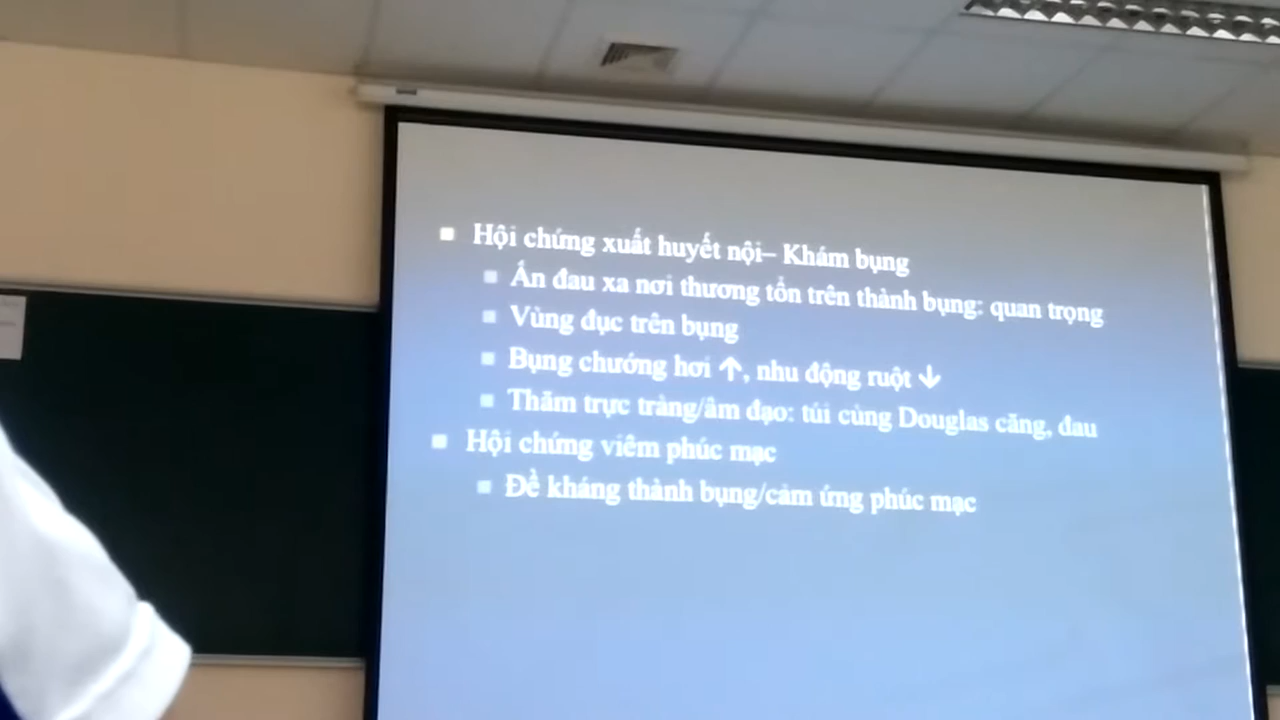 Hội chứng xuất huyết nội– Khám bụng
Ấn đau xa nơi thương tổn trên thành bụng: quan trọng
Vùng đục trên bụng
Bụng chướng hơi ↑, nhu động ruột ↓
Thăm trực tràng/âm đạo: túi cùng Douglas căng, đau
Hội chứng viêm phúc mạc
Đề kháng thành bụng/cảm ứng phúc mạc